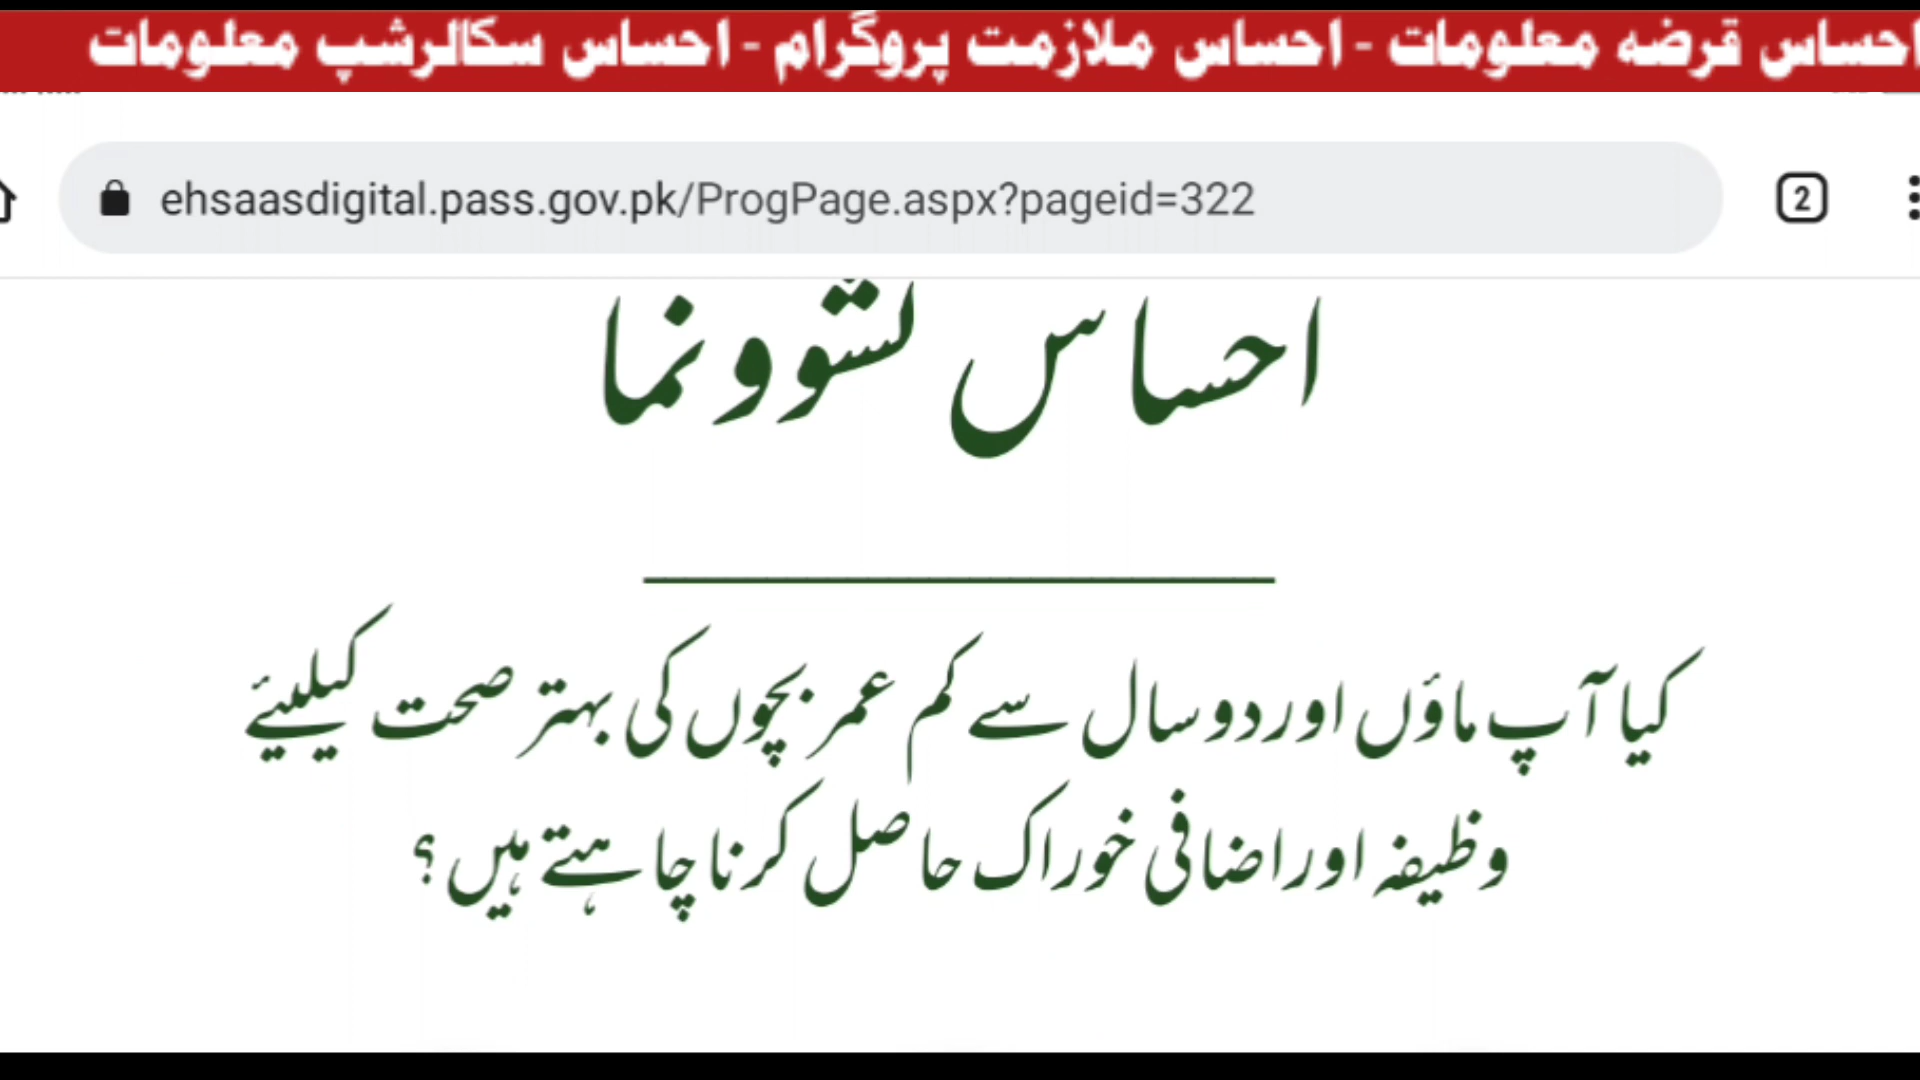 احساس قرضہ معلومات - احساس ملازمت پروگرام - احساس سکالرشپ معلومات
ehsaasdigital.pass.gov.pk/ProgPage.aspx?pageid=322
2
احساس نشوونما
کیا آپ ماؤں اور دو سال سے کم عمر بچوں کی بہتر صحت کیلیئے
وظیفہ اور اضافی خوراک حاصل کرنا چاہتے ہیں؟